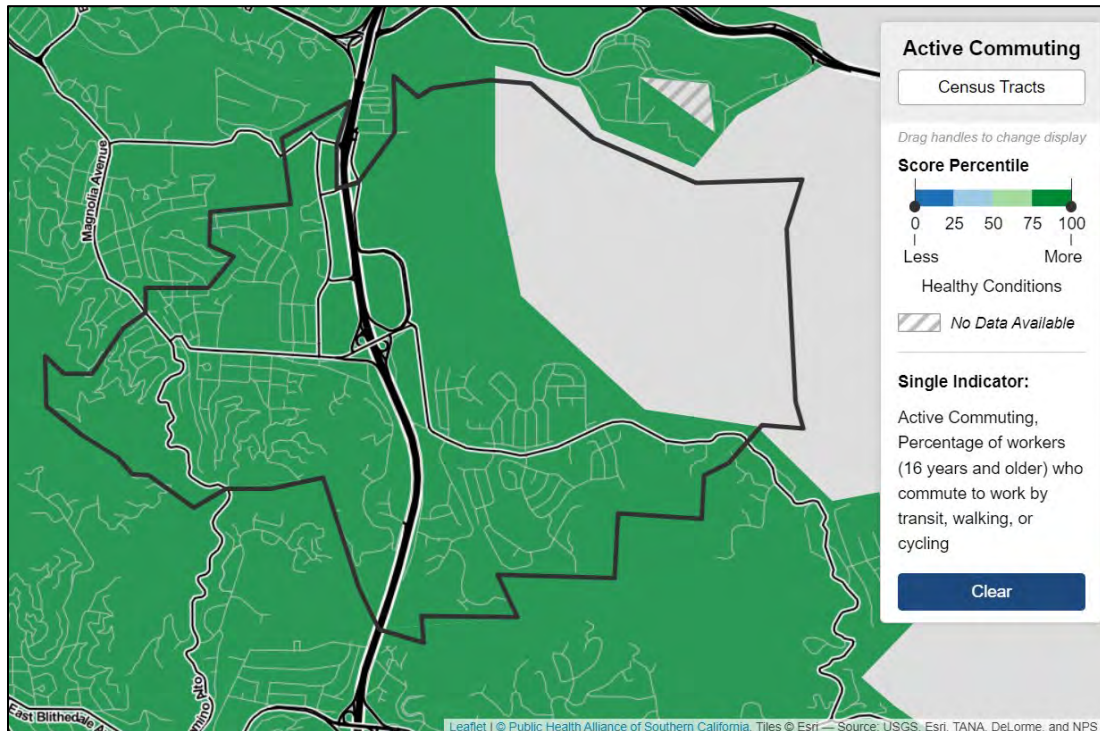 Active Commuting
Census Tracts
Drag handles to change display
Score Percentile
0 25 50 75 100
Less More
Healthy Conditions
No Data Available
Single Indicator:
Active Commuting,
Percentage of workers
(16 years and older) who
commute to work by
transit, walking, or
cycling
Clear
Magnolia Avenue
East Blithedale A
mino Alto
Leaflet | © Public Health Alliance of Southern California, Tiles © Esri — Source: USGS, Esri, TANA, DeLorme, and NPS